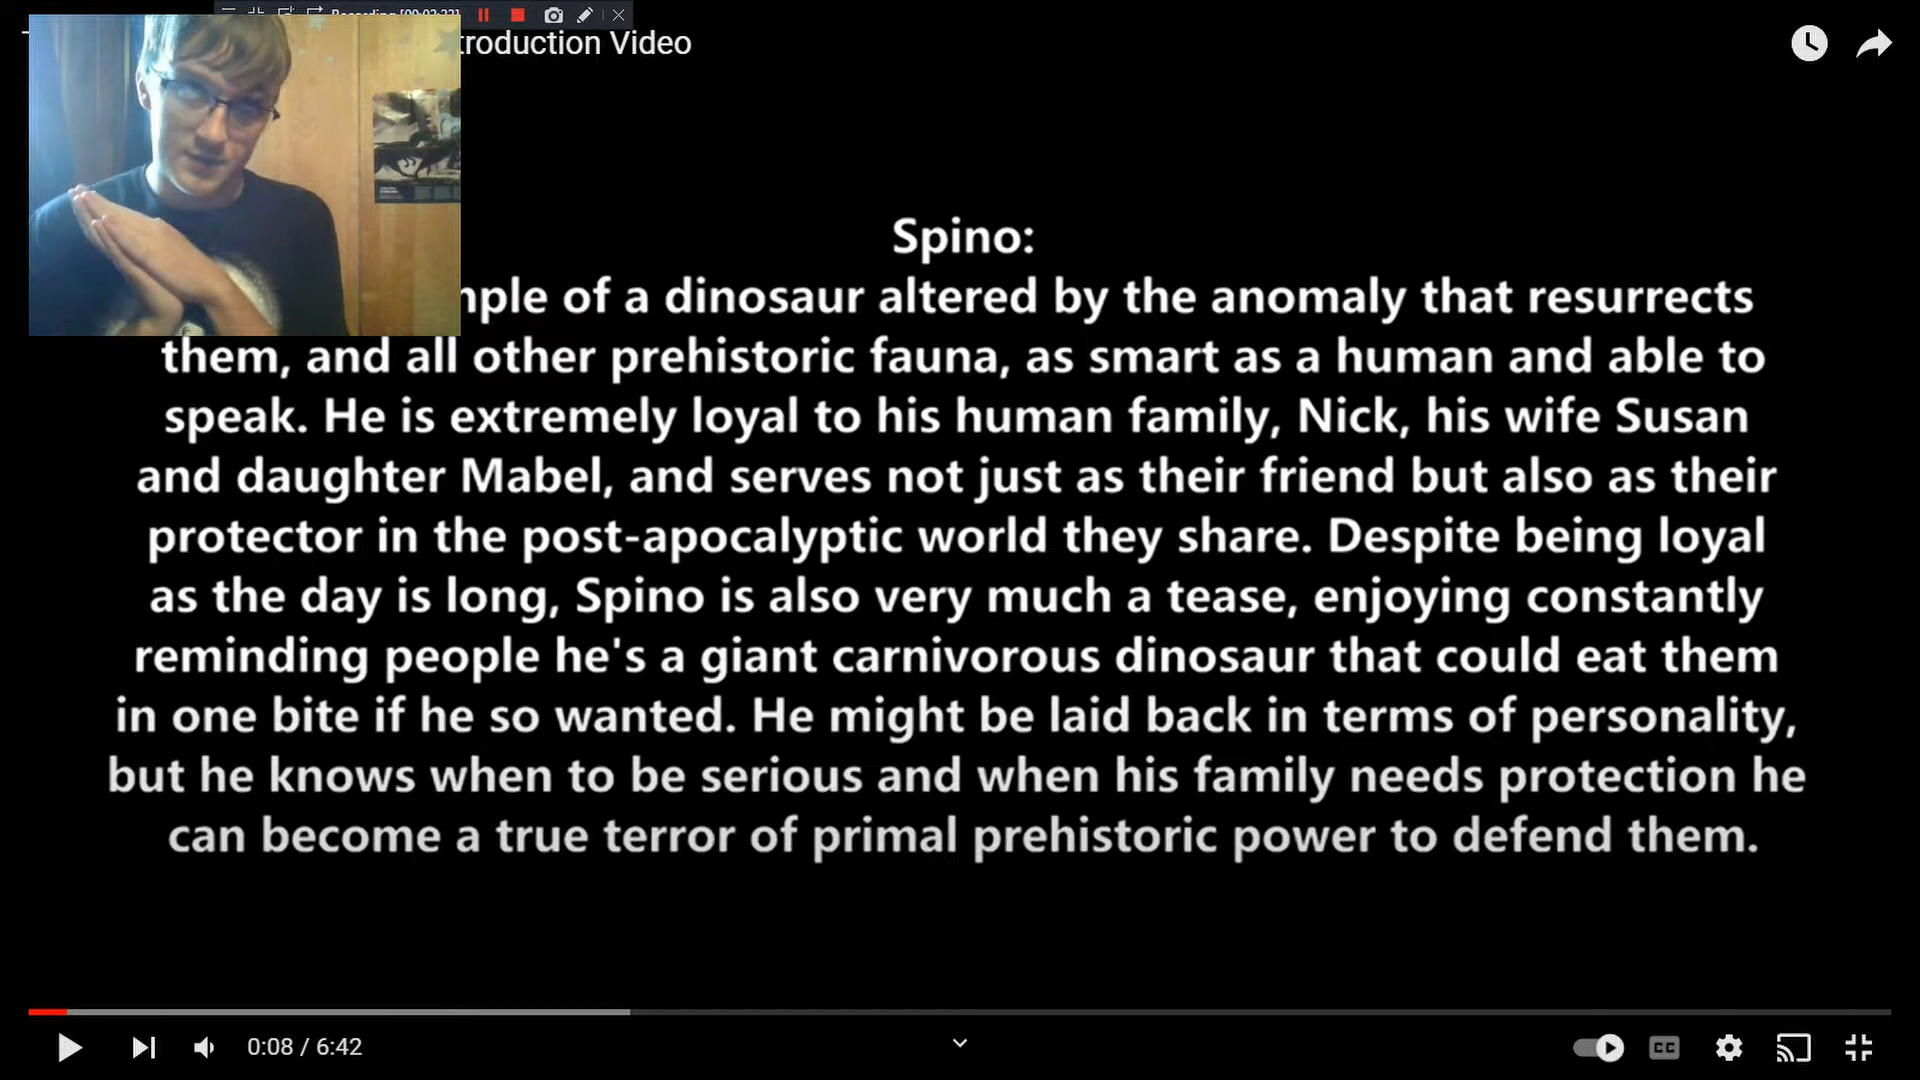 Recording [00:02:22]
troduction Video
Spino:
mple of a dinosaur altered by the anomaly that resurrects
them, and all other prehistoric fauna, as smart as a human and able to
speak. He is extremely loyal to his human family, Nick, his wife Susan
and daughter Mabel, and serves not just as their friend but also as their
protector in the post-apocalyptic world they share. Despite being loyal
as the day is long, Spino is also very much a tease, enjoying constantly
reminding people he's a giant carnivorous dinosaur that could eat them
in one bite if he so wanted. He might be laid back in terms of personality,
but he knows when to be serious and when his family needs protection he
can become a true terror of primal prehistoric power to defend them.
0:08 / 6:42
CC